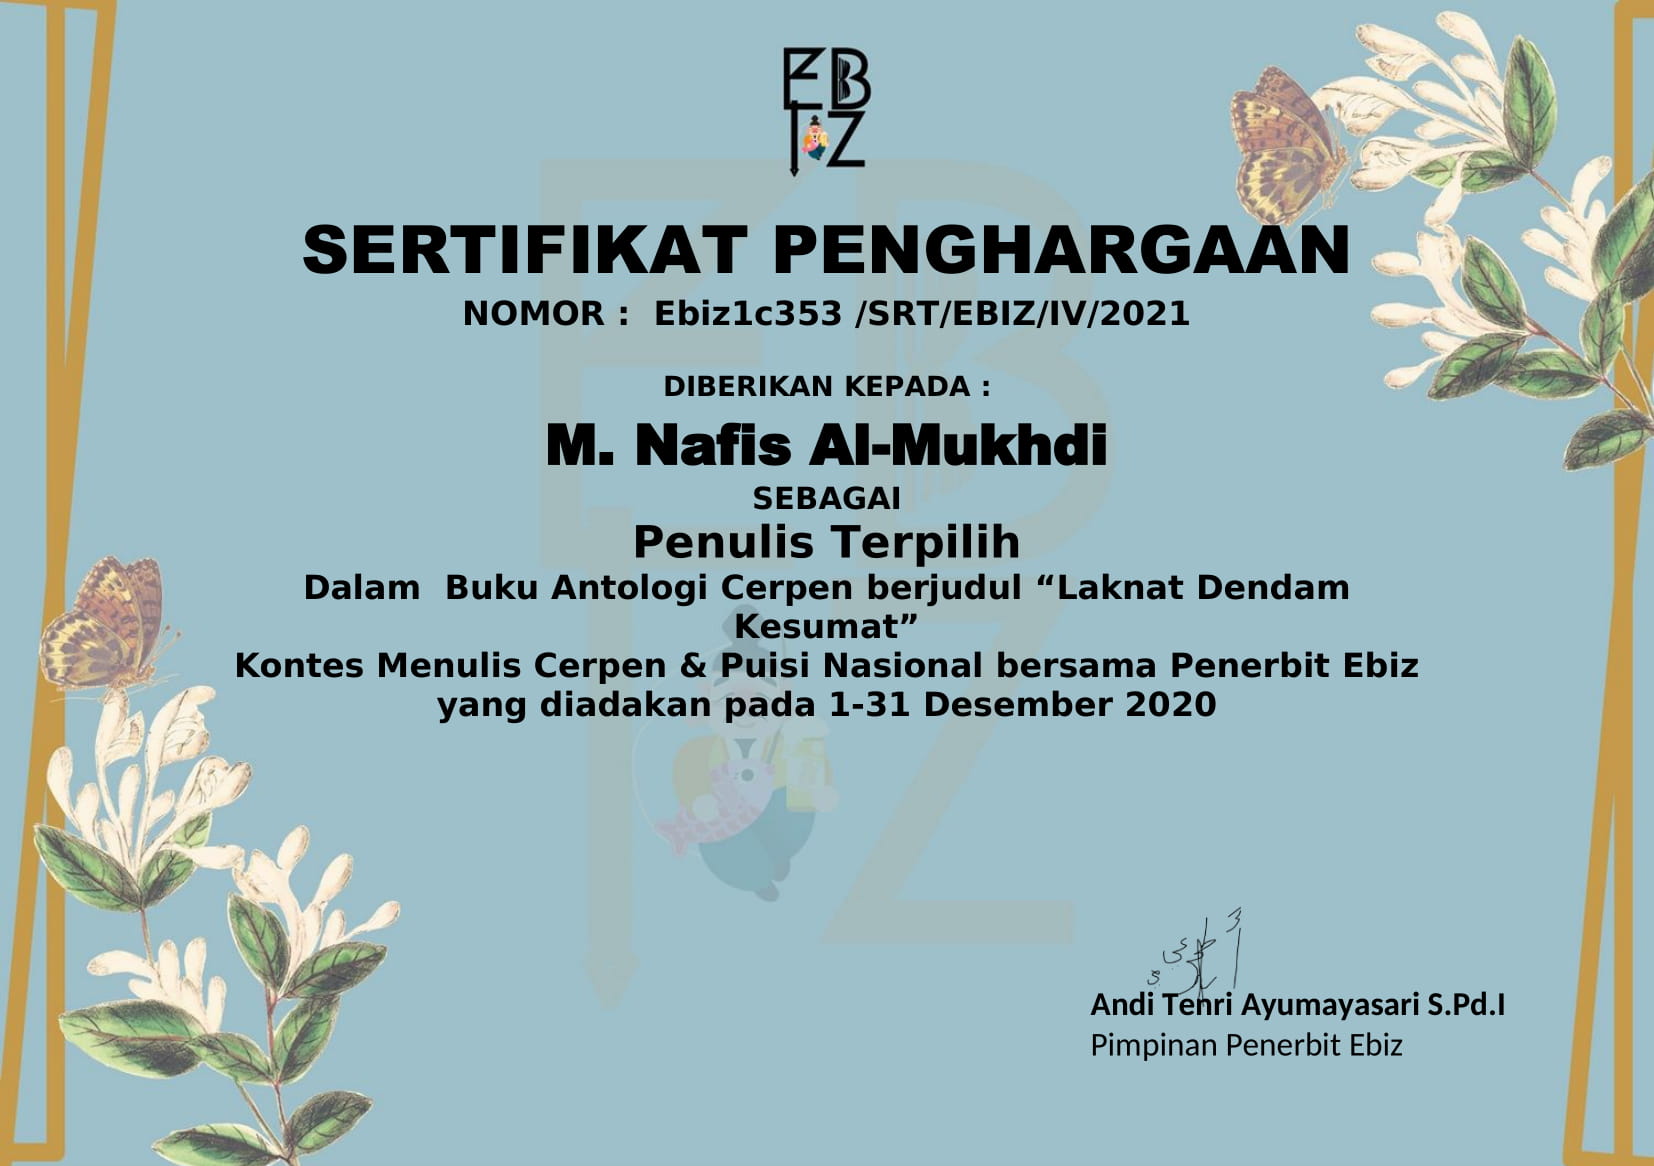 EB
IZ
SERTIFIKAT PENGHARGAAN
NOMOR :  Ebiz1c353 /SRT/EBIZ/IV/2021
DIBERIKAN KEPADA :
M. Nafis Al-Mukhdi
SEBAGAI
Penulis Terpilih
Dalam  Buku Antologi Cerpen berjudul “Laknat Dendam
Kesumat”
Kontes Menulis Cerpen & Puisi Nasional bersama Penerbit Ebiz
yang diadakan pada 1-31 Desember 2020
Andi Tenri Ayumayasari S.Pd.I
Pimpinan Penerbit Ebiz